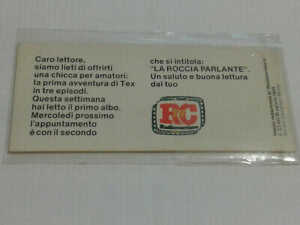 Caro lettore,
siamo lieti di offrirti
una chicca per amatori:
la prima avventura di Tex
in tre episodi.
Questa settimana
hai letto il primo albo.
Mercoledì prossimo
l'appuntamento
è con il secondo
che si intitola:
"LA ROCCIA PARLANTE".
Un saluto e buona lettura
dal tuo
RC